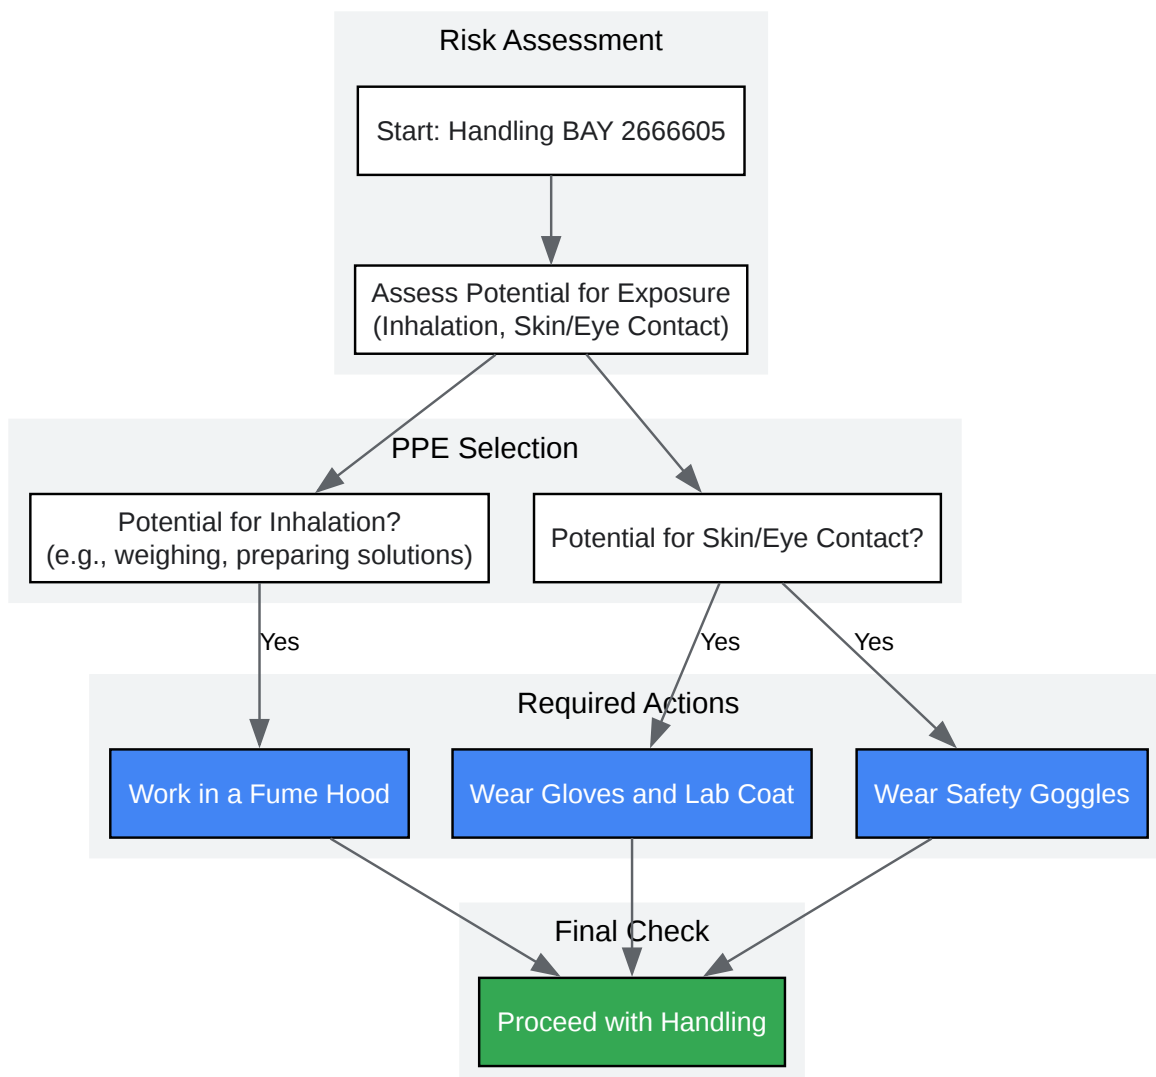 Risk Assessment
Start: Handling BAY 2666605
Assess Potential for Exposure
(Inhalation, Skin/Eye Contact)
PPE Selection
Potential for Inhalation?
(e.g., weighing, preparing solutions)
Potential for Skin/Eye Contact?
Yes
Yes
Yes
Required Actions
Work in a Fume Hood
Wear Gloves and Lab Coat
Wear Safety Goggles
Final Check
Proceed with Handling